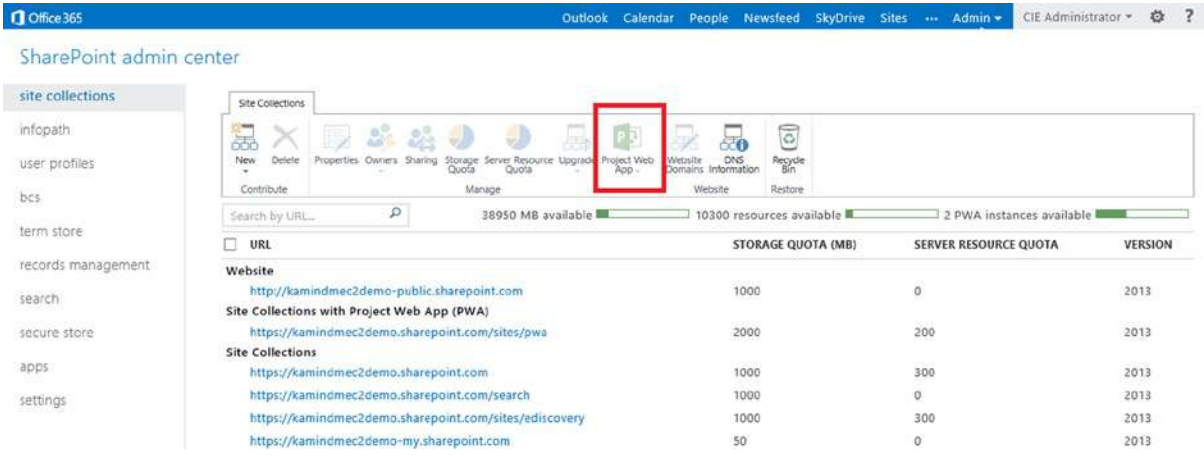 Office 365 Outlook Calendar People Newsfeed SkyDrive Sites ... Admin CIE Administrator ?
SharePoint admin center
site collections
infopath
user profiles
bcs
term store
records management
search
secure store
apps
settings
Site Collections
New Delete Properties Owners Sharing Storage Quota Server Resource Quota Upgrade Project Web App Website Domains DNS Information Recycle Bin
Contribute Manage Website Restore
Search by URL... 38950 MB available 10300 resources available 2 PWA instances available
URL STORAGE QUOTA (MB) SERVER RESOURCE QUOTA VERSION
Website
http://kamindmec2demo-public.sharepoint.com 1000 0 2013
Site Collections with Project Web App (PWA)
https://kamindmec2demo.sharepoint.com/sites/pwa 2000 200 2013
Site Collections
https://kamindmec2demo.sharepoint.com 1000 300 2013
https://kamindmec2demo.sharepoint.com/search 1000 0 2013
https://kamindmec2demo.sharepoint.com/sites/ediscovery 1000 300 2013
https://kamindmec2demo-my.sharepoint.com 50 0 2013